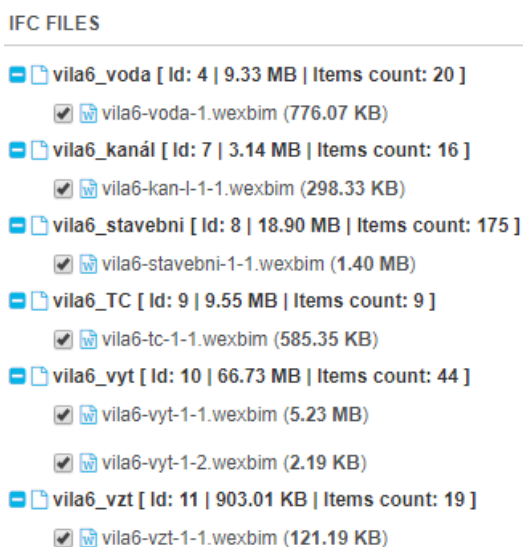 IFC FILES
vila6_voda [ Id: 4 | 9.33 MB | Items count: 20 ]
vila6-voda-1.wexbim (776.07 KB)
vila6_kanál [ Id: 7 | 3.14 MB | Items count: 16 ]
vila6-kan-l-1-1.wexbim (298.33 KB)
vila6_stavebni [ Id: 8 | 18.90 MB | Items count: 175 ]
vila6-stavebni-1-1.wexbim (1.40 MB)
vila6_TC [ Id: 9 | 9.55 MB | Items count: 9 ]
vila6-tc-1-1.wexbim (585.35 KB)
vila6_vyt [ Id: 10 | 66.73 MB | Items count: 44 ]
vila6-vyt-1-1.wexbim (5.23 MB)
vila6-vyt-1-2.wexbim (2.19 KB)
vila6_vzt [ Id: 11 | 903.01 KB | Items count: 19 ]
vila6-vzt-1-1.wexbim (121.19 KB)